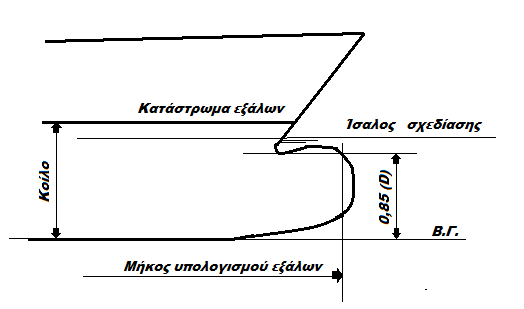 Κατάστρωμα εξάλων
Ίσαλος σχεδίασης
Κοίλο
0,85 (D)
Β.Γ.
Μήκος υπολογισμού εξάλων